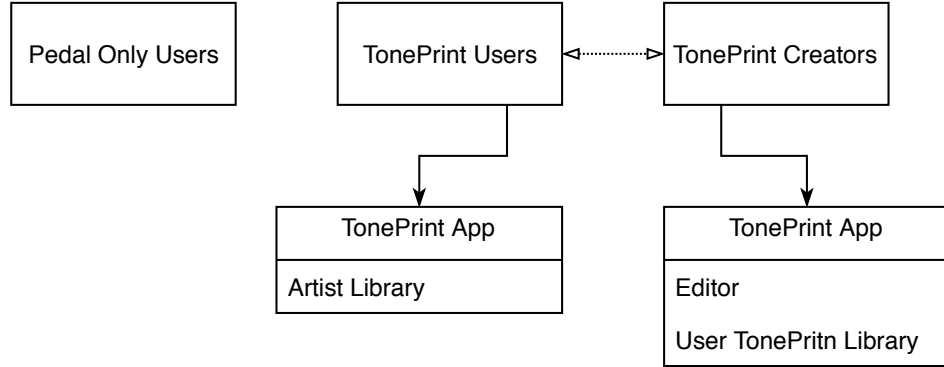 Pedal Only Users
TonePrint Users
TonePrint Creators
TonePrint App
Artist Library
TonePrint App
Editor
User TonePritn Library